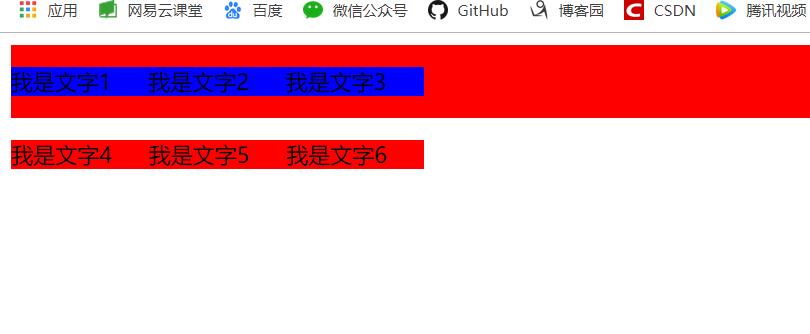 应用 网易云课堂 百度 微信公众号 GitHub 博客园 CSDN 腾讯视频
我是文字1 我是文字2 我是文字3
我是文字4 我是文字5 我是文字6